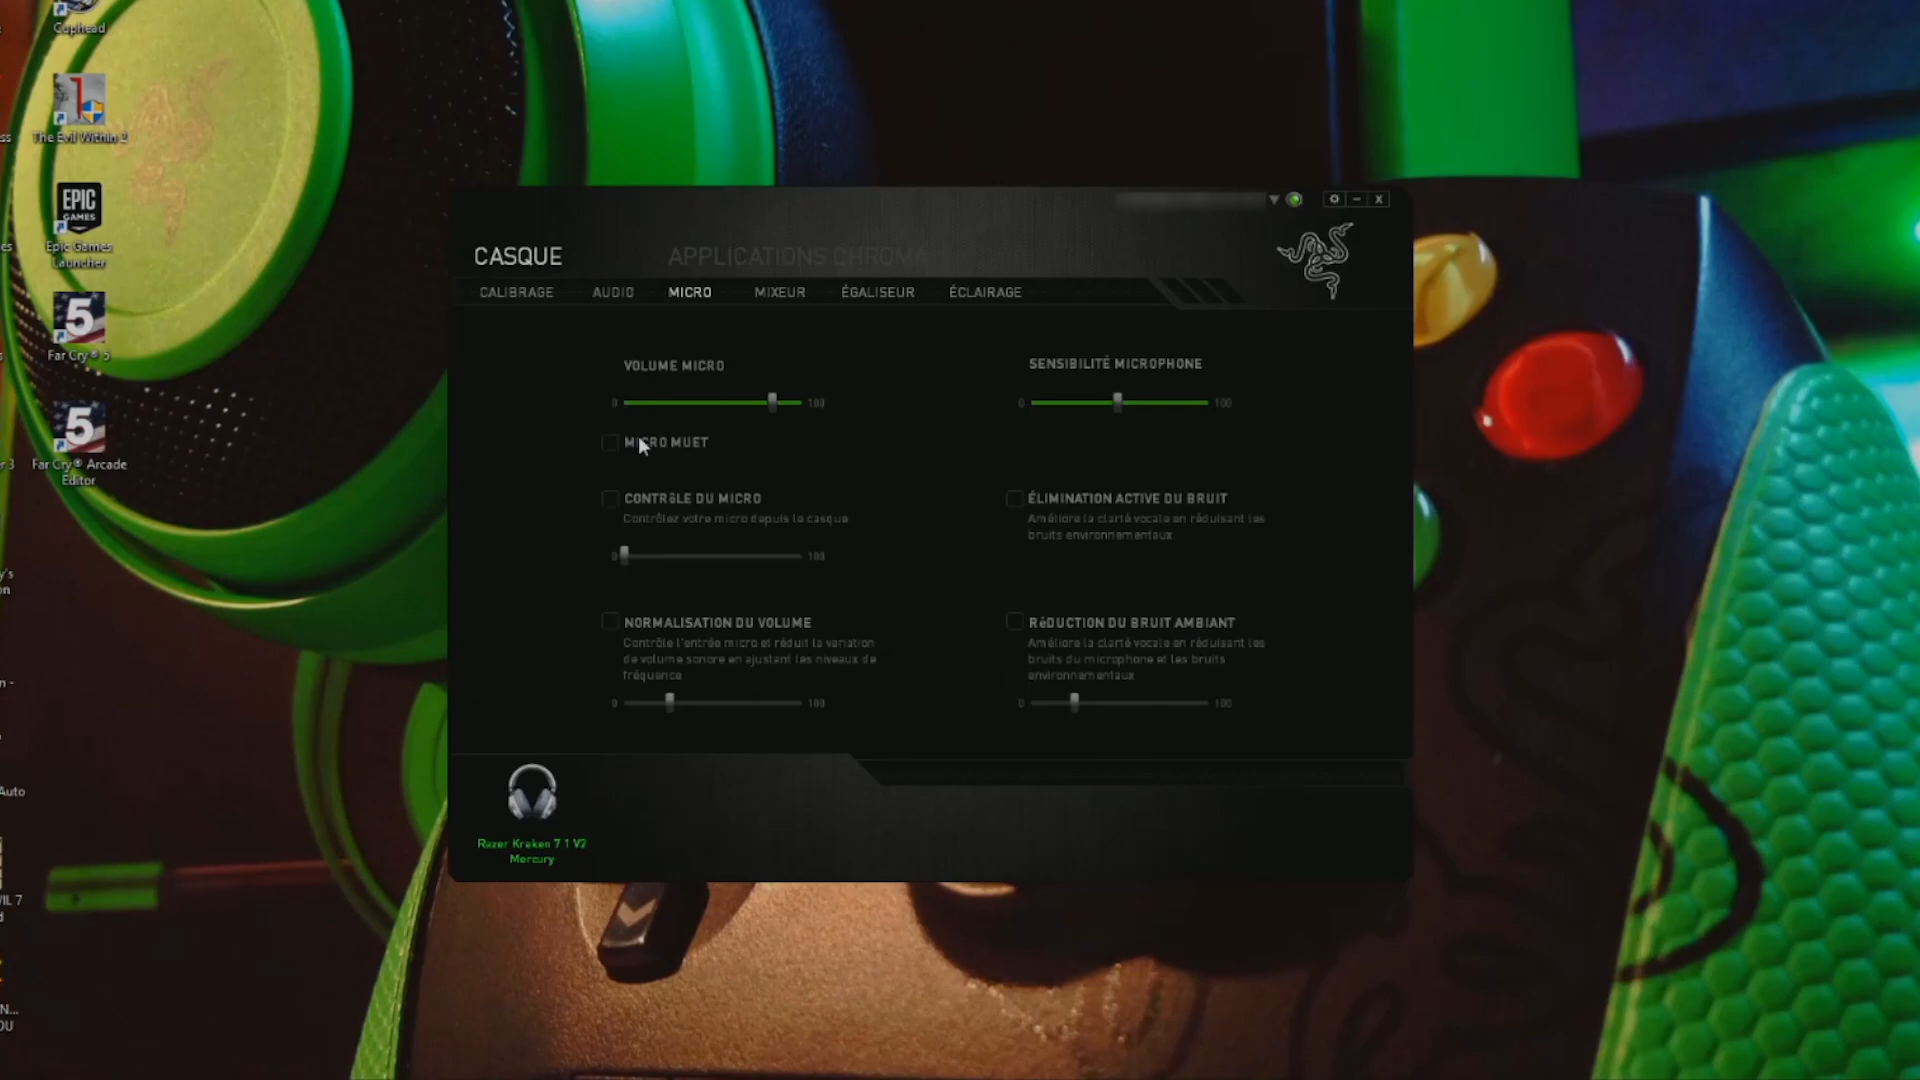 Cuphead
The Evil Within 2
EPIC
GAMES
Epic Games
Launcher
5
Far Cry® 5
5
Far Cry® Arcade
Editor
CASQUE
APPLICATIONS CHROMA
CALIBRAGE
AUDIO
MICRO
MIXEUR
ÉGALISEUR
ÉCLAIRAGE
VOLUME MICRO
0 100
MICRO MUET
CONTRôLE DU MICRO
Contrôlez votre micro depuis le casque
0 100
NORMALISATION DU VOLUME
Contrôle l'entrée micro et réduit la variation
de volume sonore en ajustant les niveaux de
fréquence
0 100
SENSIBILITÉ MICROPHONE
0 100
ÉLIMINATION ACTIVE DU BRUIT
Améliore la clarté vocale en réduisant les
bruits environnementaux.
RéDUCTION DU BRUIT AMBIANT
Améliore la clarté vocale en réduisant les
bruits du microphone et les bruits
environnementaux
0 100
Razer Kraken 7.1 V2
Mercury